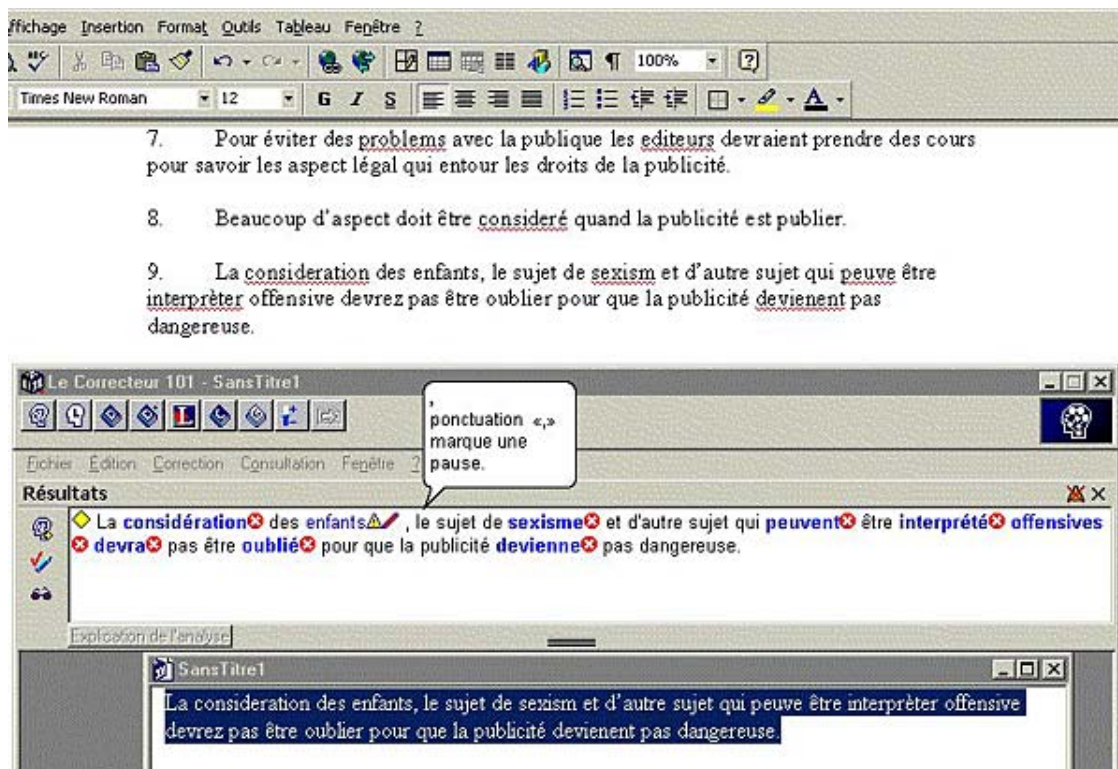 ffichage Insertion Format Outils Tableau Fenêtre ?
100%
Times New Roman 12 G I S A
7. Pour éviter des problems avec la publique les editeurs devraient prendre des cours
pour savoir les aspect légal qui entour les droits de la publicité.
8. Beaucoup d'aspect doit être consideré quand la publicité est publier.
9. La consideration des enfants, le sujet de sexism et d'autre sujet qui peuve être
interprèter offensive devrez pas être oublier pour que la publicité devienent pas
dangereuse.
Le Correcteur 101 - SansTitre1
,
ponctuation «,»
marque une
pause.
Fichier Édition Correction Consultation Fenêtre ?
Résultats
La considération des enfants , le sujet de sexisme et d'autre sujet qui peuvent être interprété offensives
devra pas être oublié pour que la publicité devienne pas dangereuse.
Explication de l'analyse
SansTitre1
La consideration des enfants, le sujet de sexism et d'autre sujet qui peuve être interprèter offensive
devrez pas être oublier pour que la publicité devienent pas dangereuse.